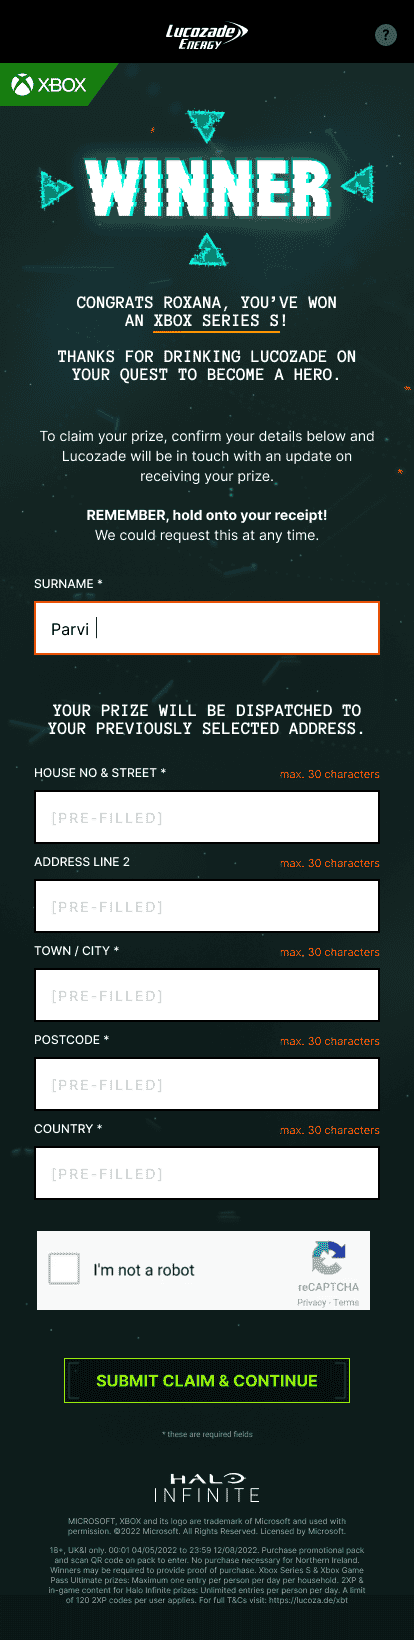 Lucozade
ENERGY
?
XBOX
WINNER
CONGRATS ROXANA, YOU'VE WON
AN XBOX SERIES S!
THANKS FOR DRINKING LUCOZADE ON
YOUR QUEST TO BECOME A HERO.
To claim your prize, confirm your details below and
Lucozade will be in touch with an update on
receiving your prize.
REMEMBER, hold onto your receipt!
We could request this at any time.
SURNAME *
Parvi
YOUR PRIZE WILL BE DISPATCHED TO
YOUR PREVIOUSLY SELECTED ADDRESS.
HOUSE NO & STREET * max. 30 characters
[PRE-FILLED]
ADDRESS LINE 2 max. 30 characters
[PRE-FILLED]
TOWN / CITY * max. 30 characters
[PRE-FILLED]
POSTCODE * max. 30 characters
[PRE-FILLED]
COUNTRY * max. 30 characters
[PRE-FILLED]
I'm not a robot
reCAPTCHA
Privacy - Terms
SUBMIT CLAIM & CONTINUE
* these are required fields
HALO
INFINITE
MICROSOFT, XBOX and its logo are trademark of Microsoft and used with
permission. ©2022 Microsoft. All Rights Reserved. Licensed by Microsoft.
18+, UK&I only. 00:01 04/05/2022 to 23:59 12/08/2022. Purchase promotional pack
and scan QR code on pack to enter. No purchase necessary for Northern Ireland.
Winners may be required to provide proof of purchase. Xbox Series S & Xbox Game
Pass Ultimate prizes: Maximum one entry per person per day per household. 2XP &
in-game content for Halo Infinite prizes: Unlimited entries per person per day. A limit
of 120 2XP codes per user applies. For full T&Cs visit: https://lucoza.de/xbt